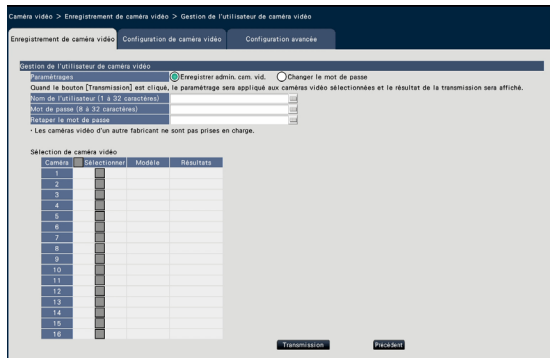 Caméra vidéo > Enregistrement de caméra vidéo > Gestion de l'utilisateur de caméra vidéo
Enregistrement de caméra vidéo Configuration de caméra vidéo Configuration avancée
Gestion de l'utilisateur de caméra vidéo
Paramétrages Enregistrer admin. cam. vid. Changer le mot de passe
Quand le bouton [Transmission] est cliqué, le paramétrage sera appliqué aux caméras vidéo sélectionnées et le résultat de la transmission sera affiché.
Nom de l'utilisateur (1 à 32 caractères)
Mot de passe (8 à 32 caractères)
Retaper le mot de passe
• Les caméras vidéo d'un autre fabricant ne sont pas prises en charge.
Sélection de caméra vidéo
Caméra Sélectionner Modèle Résultats
1
2
3
4
5
6
7
8
9
10
11
12
13
14
15
16
Transmission Précédent